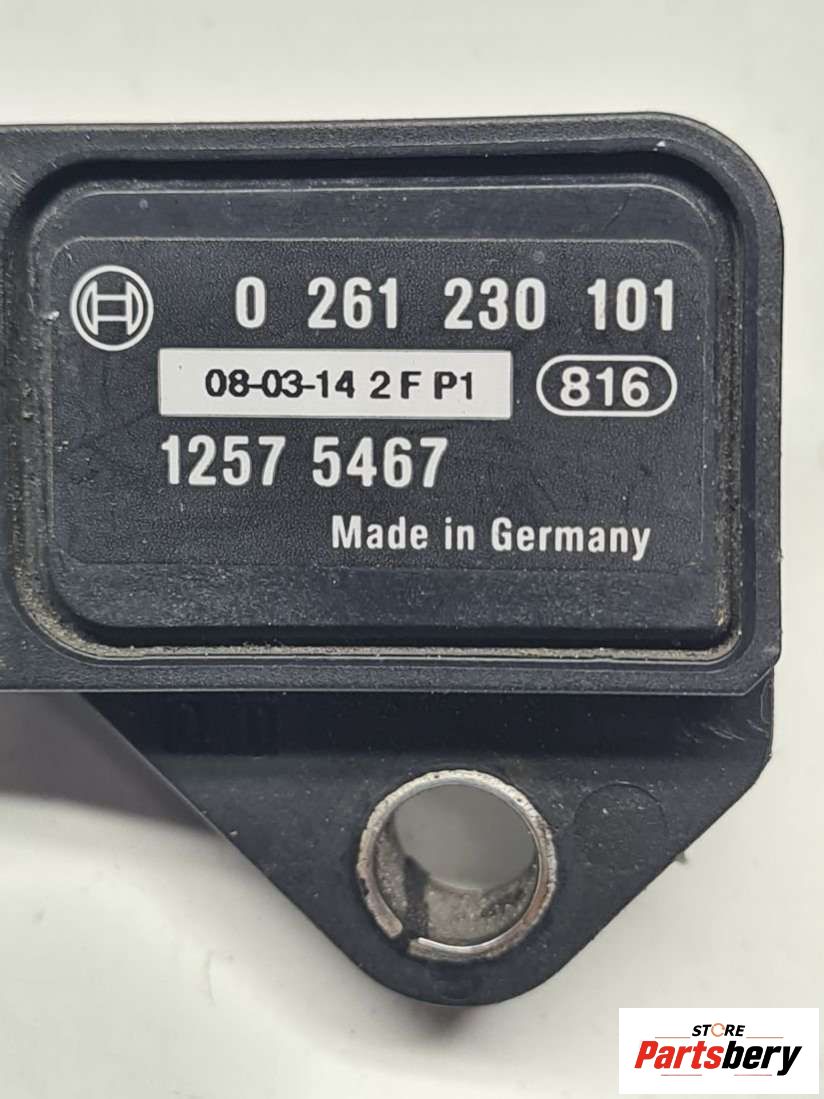 0 261 230 101
08-03-14 2 F P1
816
1257 5467
Made in Germany
STORE
Partsbery